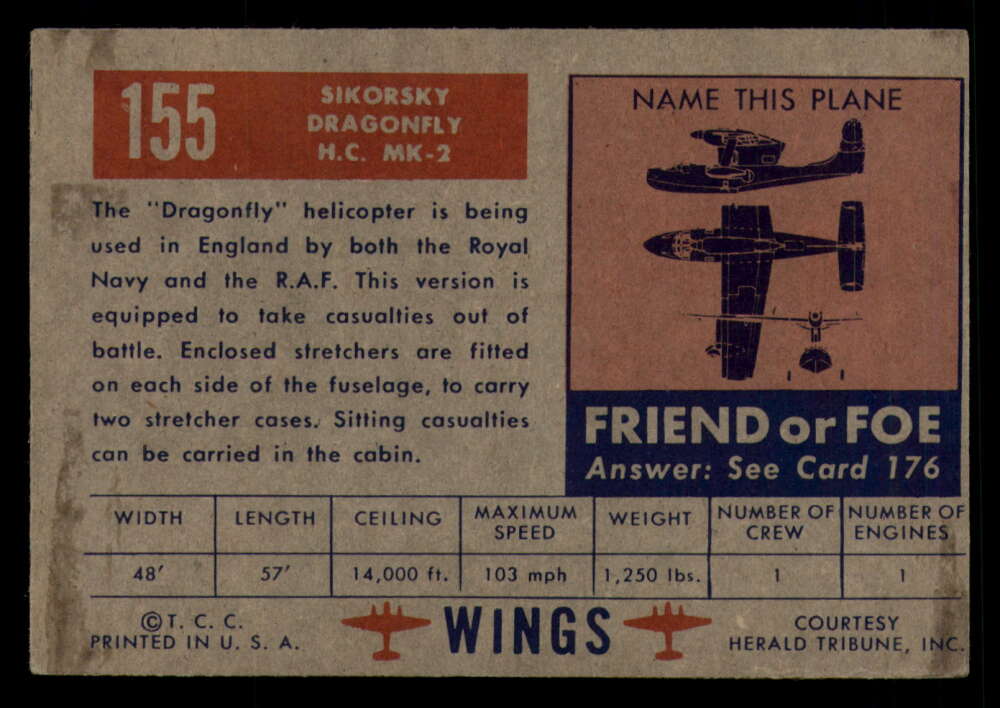 155
SIKORSKY
DRAGONFLY
H.C. MK-2
The "Dragonfly" helicopter is being
used in England by both the Royal
Navy and the R.A.F. This version is
equipped to take casualties out of
battle. Enclosed stretchers are fitted
on each side of the fuselage, to carry
two stretcher cases. Sitting casualties
can be carried in the cabin.
NAME THIS PLANE
FRIEND or FOE
Answer: See Card 176
WIDTH LENGTH CEILING MAXIMUM SPEED WEIGHT NUMBER OF CREW NUMBER OF ENGINES
48' 57' 14,000 ft. 103 mph 1,250 lbs. 1 1
©T. C. C.
PRINTED IN U. S. A.
WINGS
COURTESY
HERALD TRIBUNE, INC.